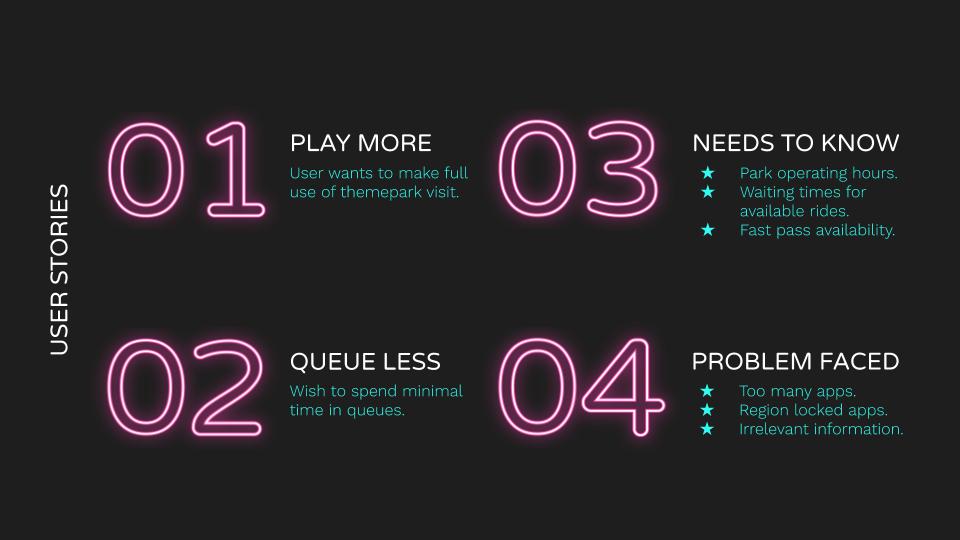 USER STORIES
01
PLAY MORE
User wants to make full
use of themepark visit.
02
QUEUE LESS
Wish to spend minimal
time in queues.
03
NEEDS TO KNOW
★ Park operating hours.
★ Waiting times for
available rides.
★ Fast pass availability.
04
PROBLEM FACED
★ Too many apps.
★ Region locked apps.
★ Irrelevant information.